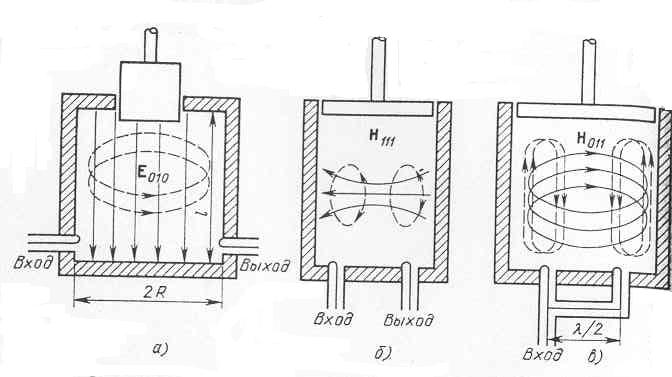 E010
l
Вход
Выход
2R
а)
H111
Вход
Выход
б)
H011
λ/2
Вход
в)